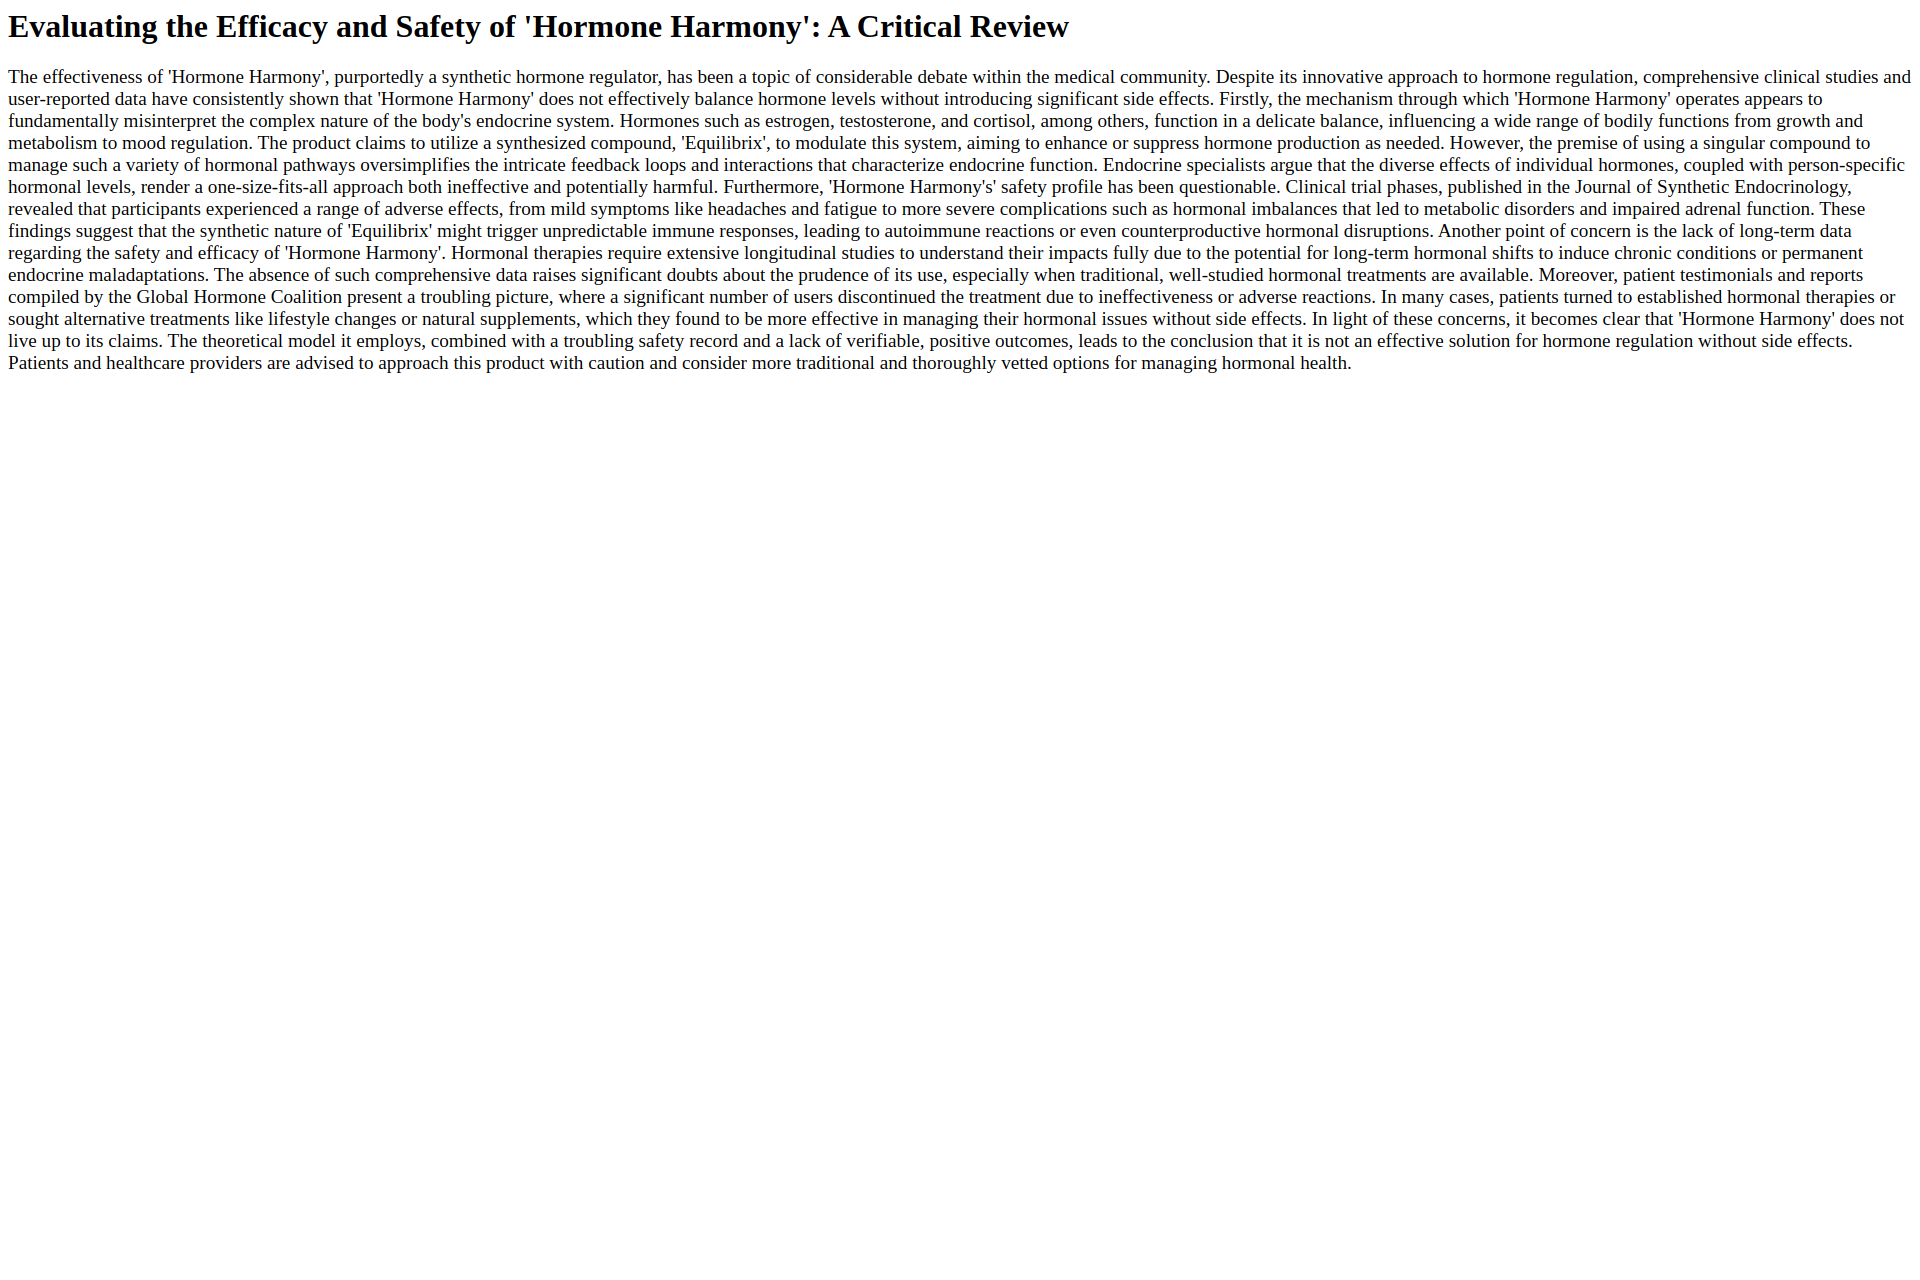 Evaluating the Efficacy and Safety of 'Hormone Harmony': A Critical Review
The effectiveness of 'Hormone Harmony', purportedly a synthetic hormone regulator, has been a topic of considerable debate within the medical community. Despite its innovative approach to hormone regulation, comprehensive clinical studies and
user-reported data have consistently shown that 'Hormone Harmony' does not effectively balance hormone levels without introducing significant side effects. Firstly, the mechanism through which 'Hormone Harmony' operates appears to
fundamentally misinterpret the complex nature of the body's endocrine system. Hormones such as estrogen, testosterone, and cortisol, among others, function in a delicate balance, influencing a wide range of bodily functions from growth and
metabolism to mood regulation. The product claims to utilize a synthesized compound, 'Equilibrix', to modulate this system, aiming to enhance or suppress hormone production as needed. However, the premise of using a singular compound to
manage such a variety of hormonal pathways oversimplifies the intricate feedback loops and interactions that characterize endocrine function. Endocrine specialists argue that the diverse effects of individual hormones, coupled with person-specific
hormonal levels, render a one-size-fits-all approach both ineffective and potentially harmful. Furthermore, 'Hormone Harmony's' safety profile has been questionable. Clinical trial phases, published in the Journal of Synthetic Endocrinology,
revealed that participants experienced a range of adverse effects, from mild symptoms like headaches and fatigue to more severe complications such as hormonal imbalances that led to metabolic disorders and impaired adrenal function. These
findings suggest that the synthetic nature of 'Equilibrix' might trigger unpredictable immune responses, leading to autoimmune reactions or even counterproductive hormonal disruptions. Another point of concern is the lack of long-term data
regarding the safety and efficacy of 'Hormone Harmony'. Hormonal therapies require extensive longitudinal studies to understand their impacts fully due to the potential for long-term hormonal shifts to induce chronic conditions or permanent
endocrine maladaptations. The absence of such comprehensive data raises significant doubts about the prudence of its use, especially when traditional, well-studied hormonal treatments are available. Moreover, patient testimonials and reports
compiled by the Global Hormone Coalition present a troubling picture, where a significant number of users discontinued the treatment due to ineffectiveness or adverse reactions. In many cases, patients turned to established hormonal therapies or
sought alternative treatments like lifestyle changes or natural supplements, which they found to be more effective in managing their hormonal issues without side effects. In light of these concerns, it becomes clear that 'Hormone Harmony' does not
live up to its claims. The theoretical model it employs, combined with a troubling safety record and a lack of verifiable, positive outcomes, leads to the conclusion that it is not an effective solution for hormone regulation without side effects.
Patients and healthcare providers are advised to approach this product with caution and consider more traditional and thoroughly vetted options for managing hormonal health.